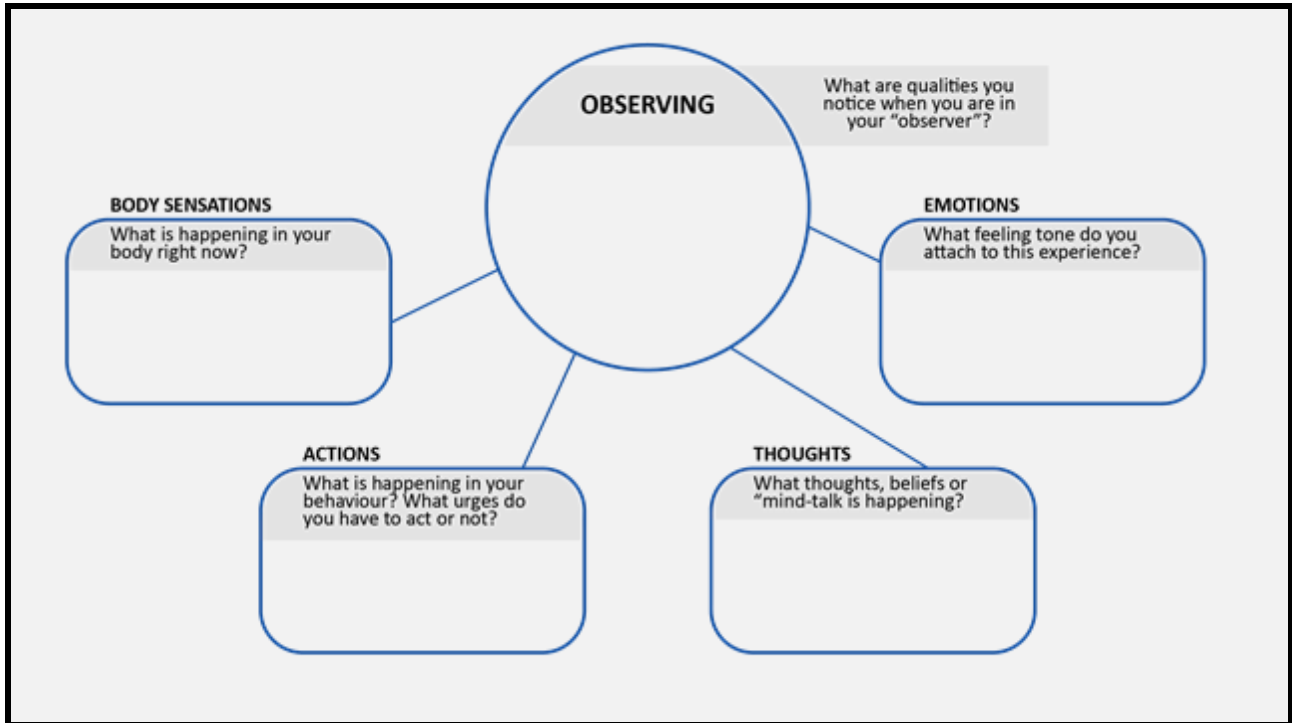 OBSERVING
What are qualities you
notice when you are in
your “observer”?
BODY SENSATIONS
What is happening in your
body right now?
EMOTIONS
What feeling tone do you
attach to this experience?
ACTIONS
What is happening in your
behaviour? What urges do
you have to act or not?
THOUGHTS
What thoughts, beliefs or
“mind-talk is happening?